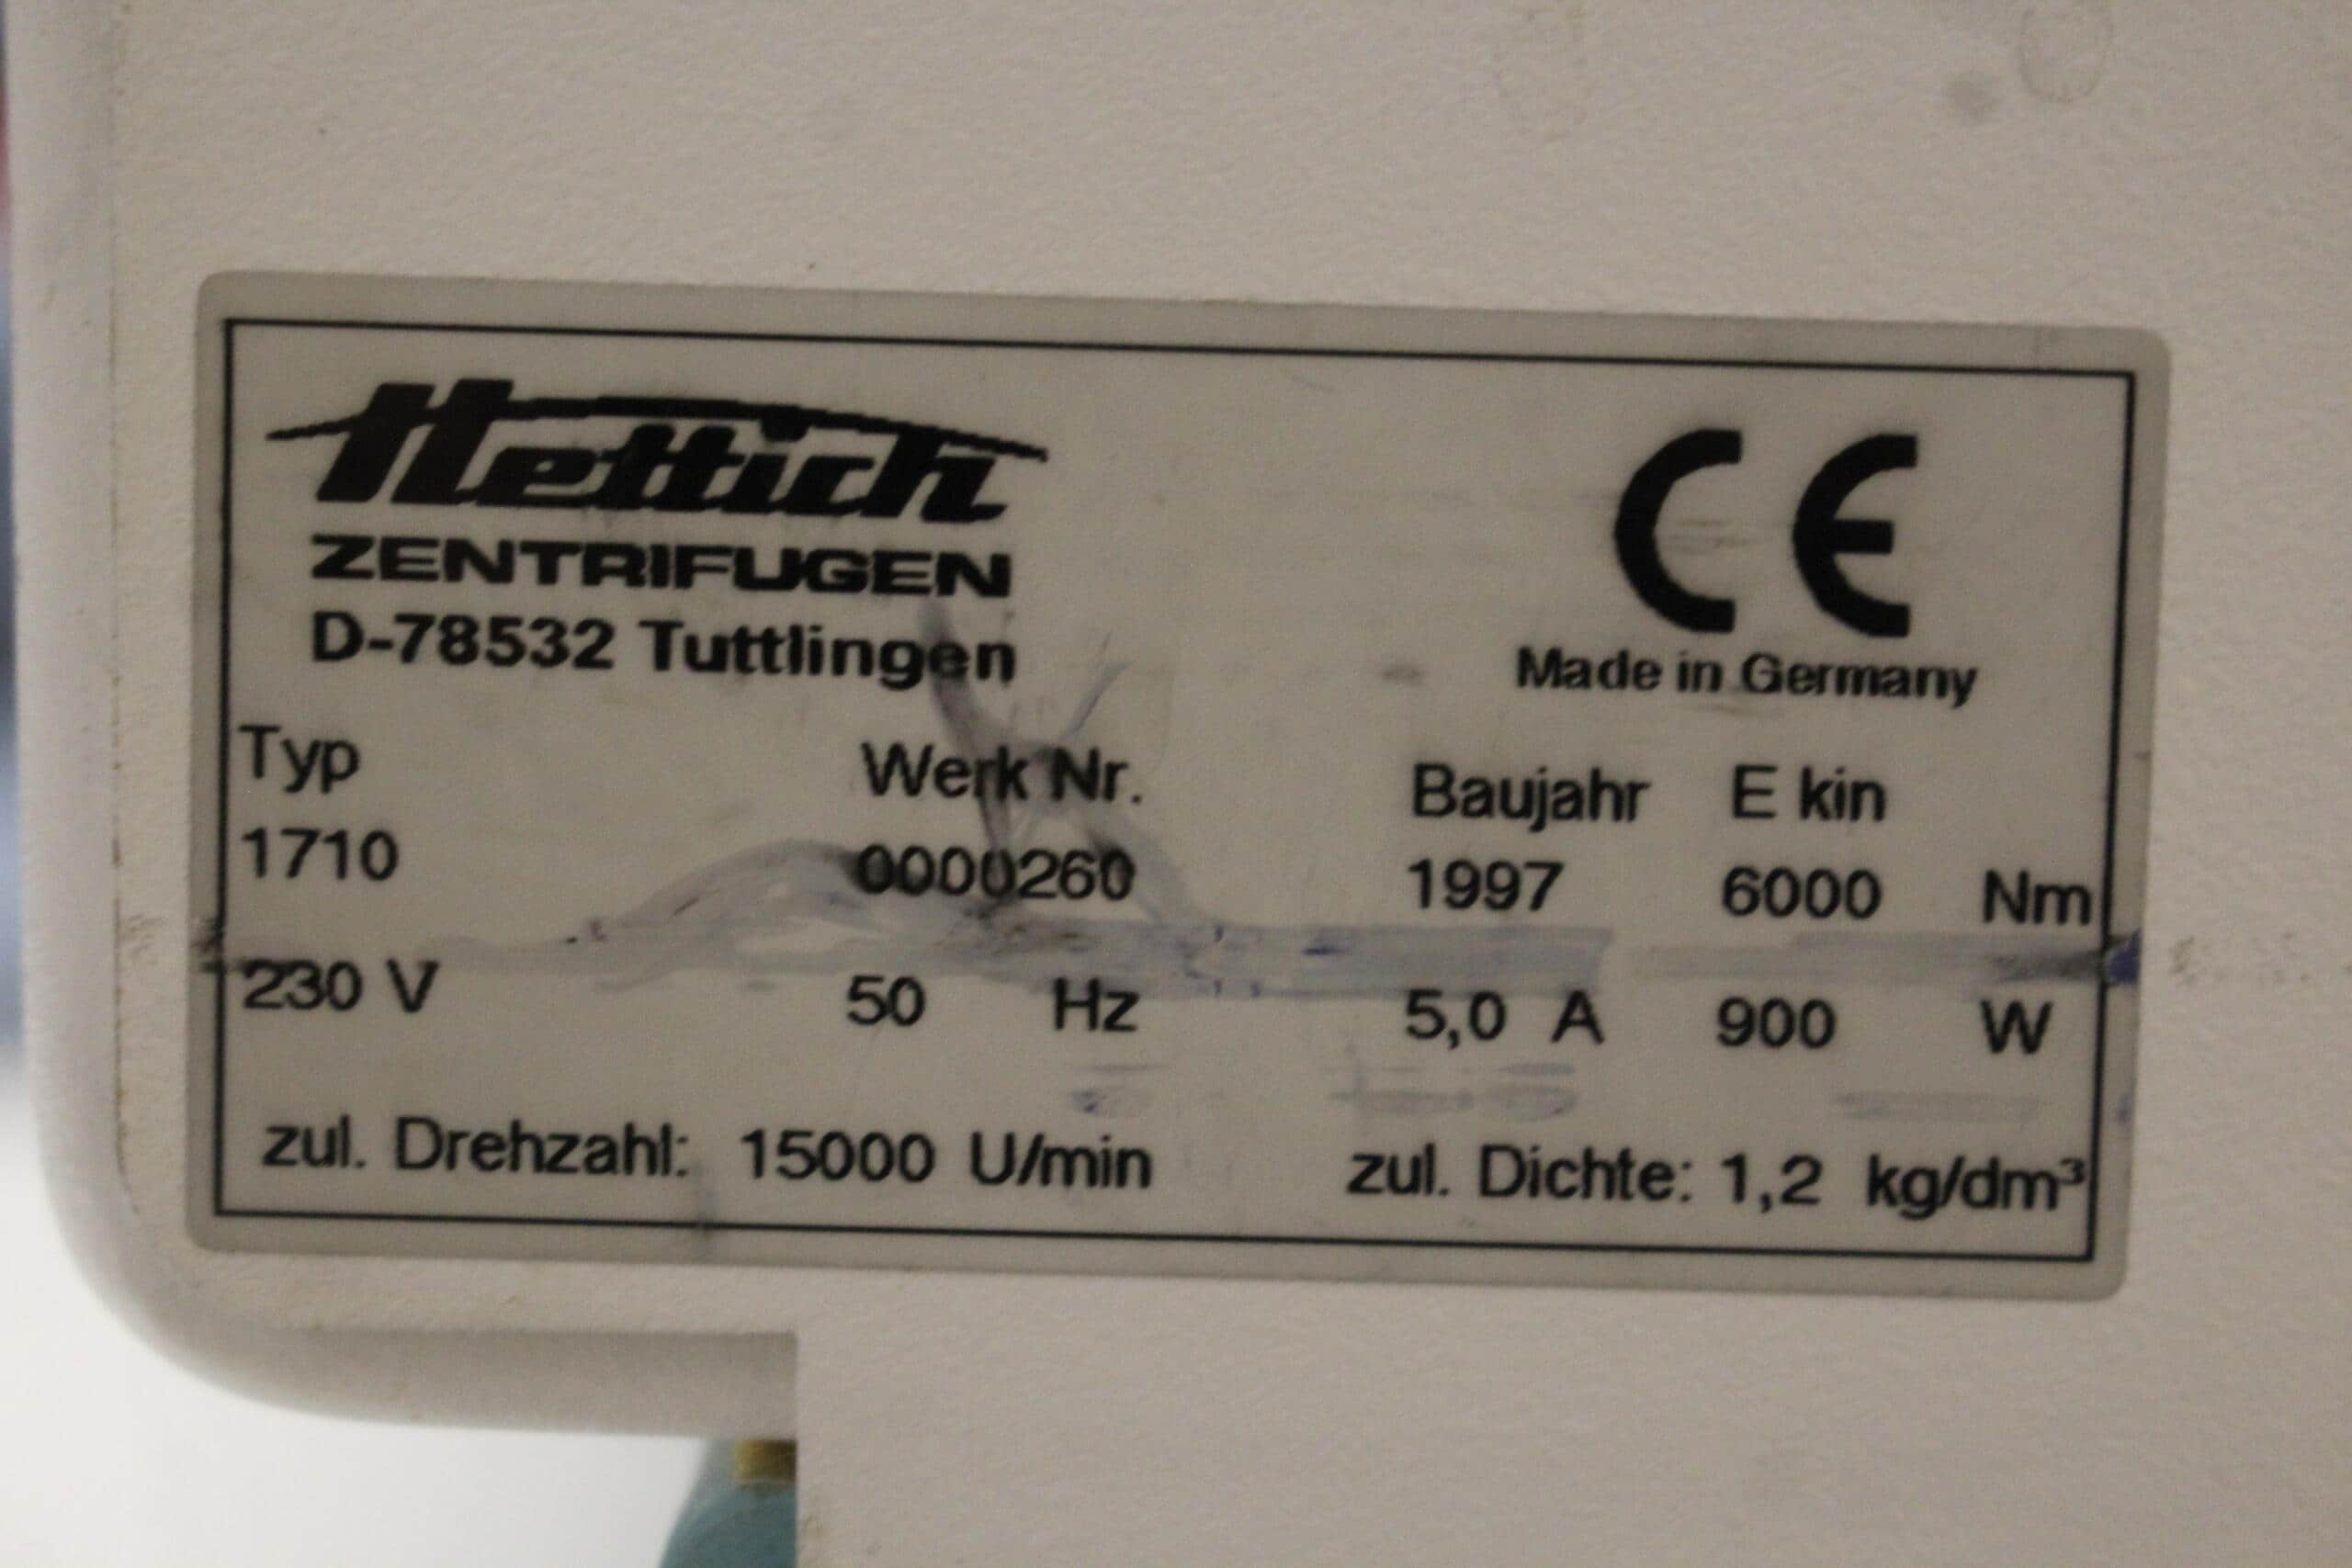 Hettich
ZENTRIFUGEN
D-78532 Tuttlingen
CE
Made in Germany
Typ Werk Nr. Baujahr E kin
1710 0000260 1997 6000 Nm
230 V 50 Hz 5,0 A 900 W
zul. Drehzahl: 15000 U/min zul. Dichte: 1,2 kg/dm³